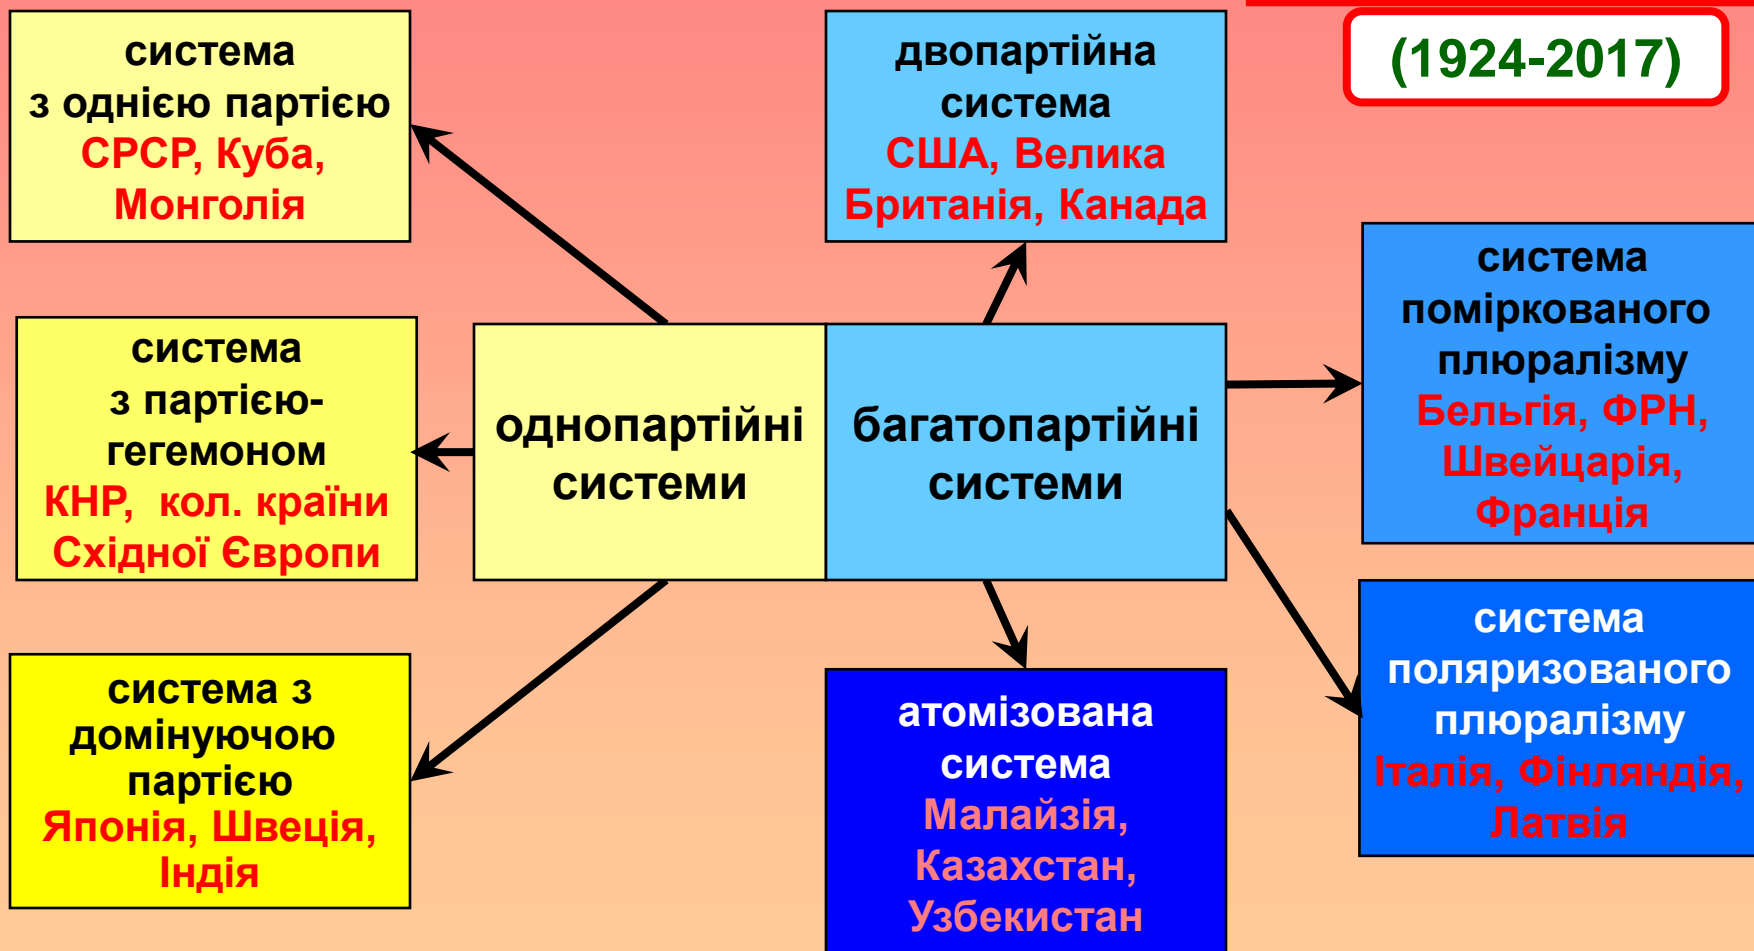 система
з однією партією
СРСР, Куба,
Монголія
двопартійна
система
США, Велика
Британія, Канада
(1924-2017)
система
з партією-
гегемоном
КНР, кол. країни
Східної Європи
однопартійні
системи
багатопартійні
системи
система
поміркованого
плюралізму
Бельгія, ФРН,
Швейцарія,
Франція
система з
домінуючою
партією
Японія, Швеція,
Індія
атомізована
система
Малайзія,
Казахстан,
Узбекистан
система
поляризованого
плюралізму
Італія, Фінляндія,
Латвія